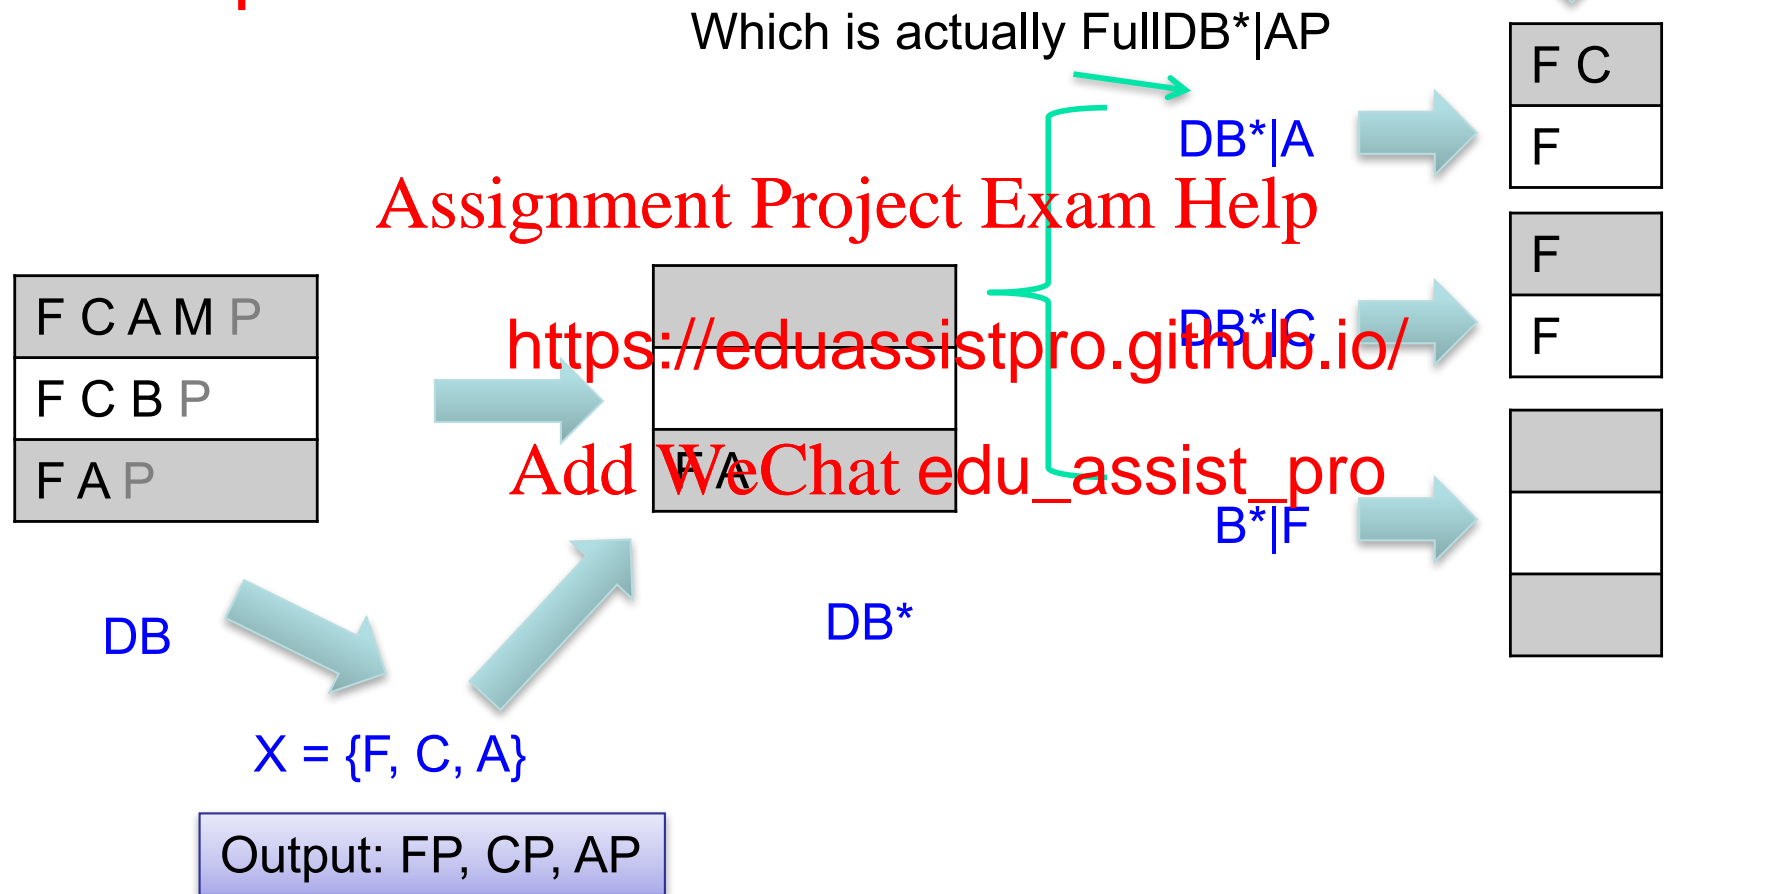 Which is actually FullDB*|AP
F C
DB*|A
F
Assignment Project Exam Help
F
F C A M P
https://eduassistpro.github.io/
DB*|C
F
F C B P
F A P
F A
Add WeChat edu_assist_pro
B*|F
DB
DB*
X = {F, C, A}
Output: FP, CP, AP